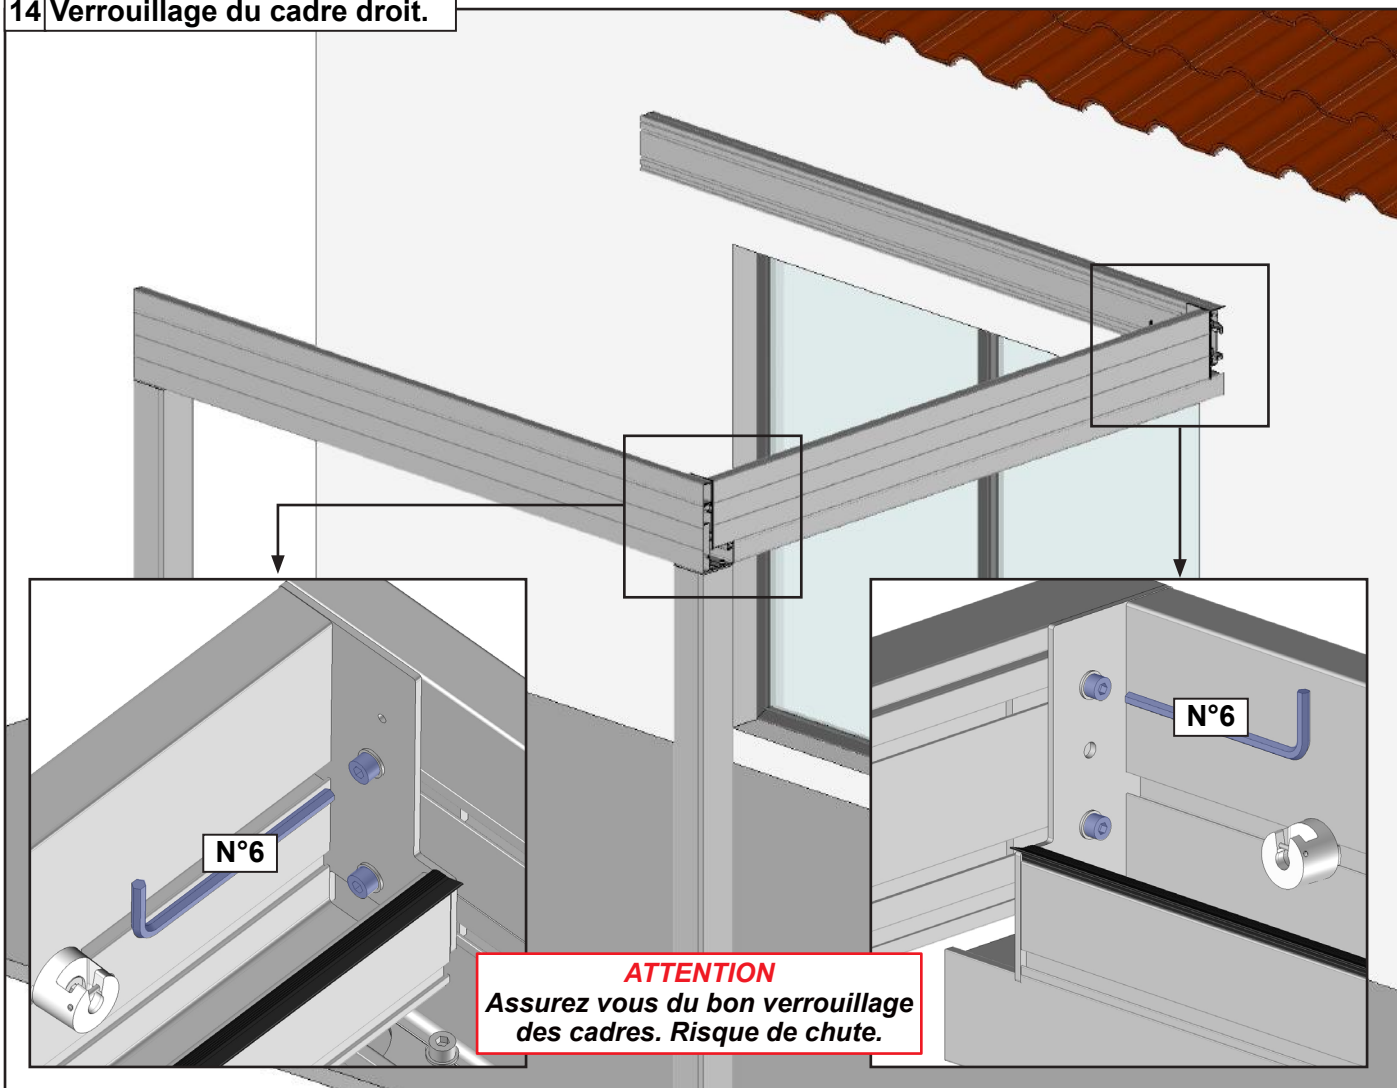 14 Verrouillage du cadre droit.
N°6
N°6
ATTENTION
Assurez vous du bon verrouillage
des cadres. Risque de chute.